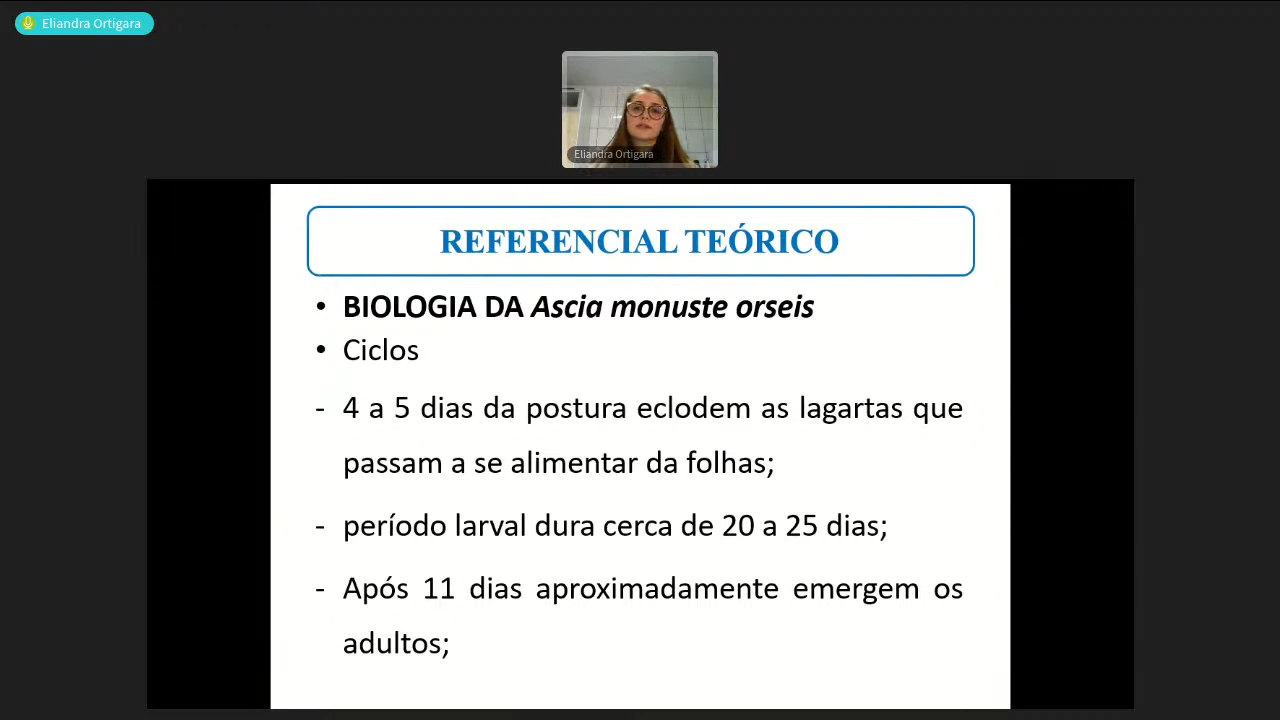 Eliandra Ortigara
Eliandra Ortigara
REFERENCIAL TEÓRICO
• BIOLOGIA DA Ascia monuste orseis
• Ciclos
- 4 a 5 dias da postura eclodem as lagartas que
passam a se alimentar da folhas;
- período larval dura cerca de 20 a 25 dias;
- Após 11 dias aproximadamente emergem os
adultos;